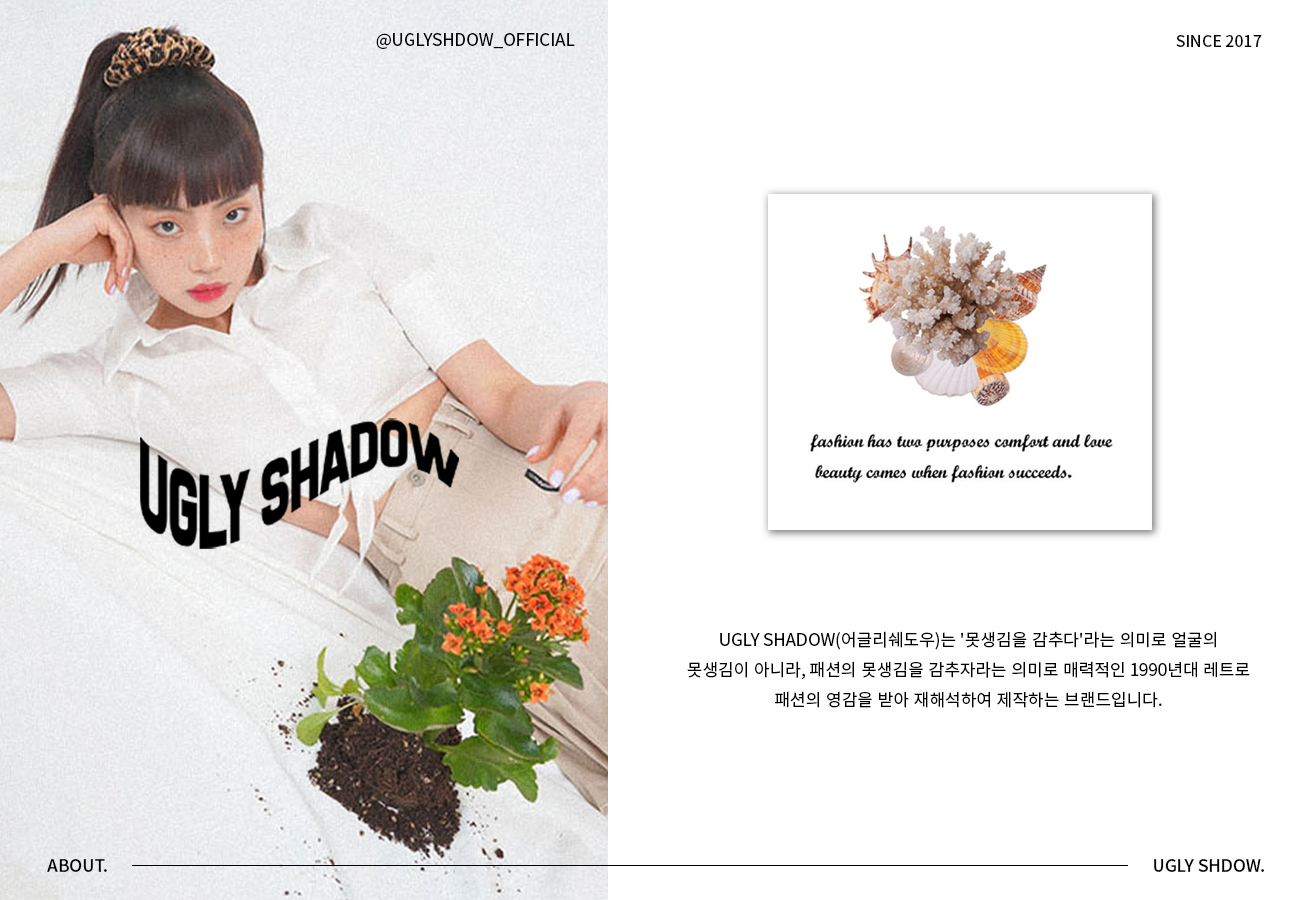 @UGLYSHDOW_OFFICIAL
SINCE 2017
UGLY SHADOW
fashion has two purposes comfort and love
beauty comes when fashion succeeds.
UGLY SHADOW(어글리쉐도우)는 '못생김을 감추다'라는 의미로 얼굴의
못생김이 아니라, 패션의 못생김을 감추자라는 의미로 매력적인 1990년대 레트로
패션의 영감을 받아 재해석하여 제작하는 브랜드입니다.
ABOUT.
UGLY SHDOW.